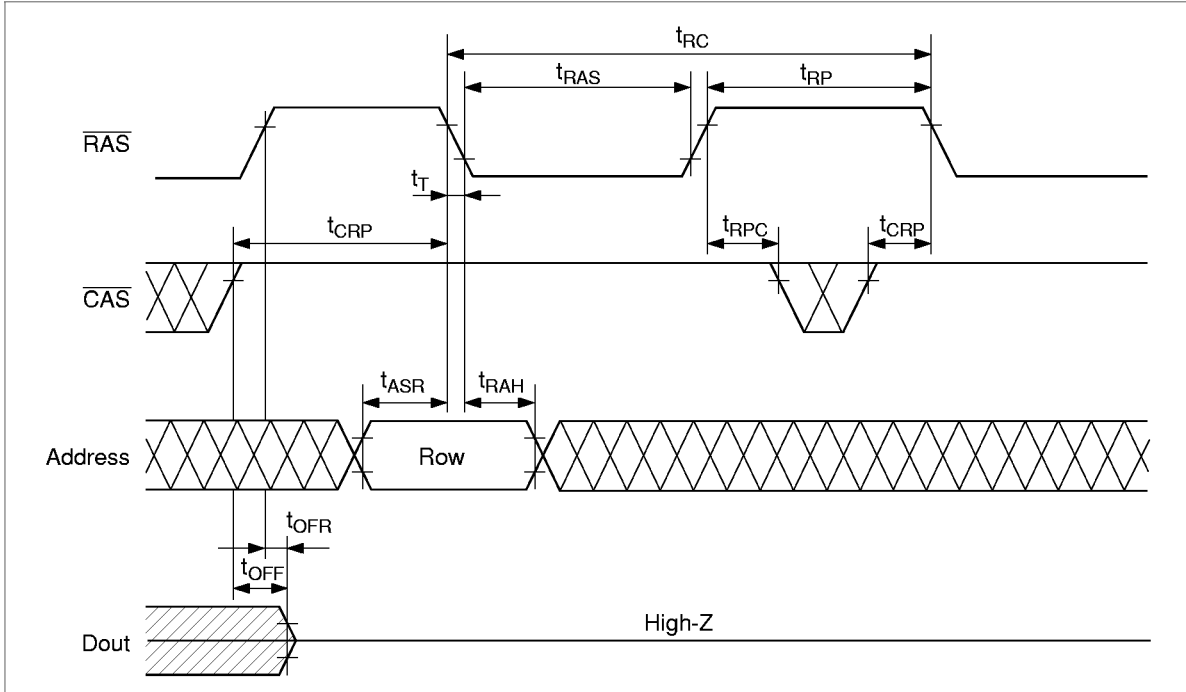 tRC
tRAS
tRP
RAS
tT
tCRP
tRPC
tCRP
CAS
tASR
tRAH
Address
Row
tOFR
tOFF
High-Z
Dout